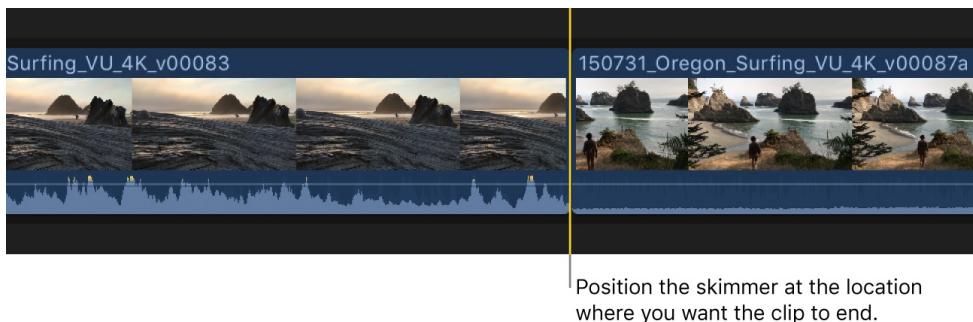 Surfing_VU_4K_v00083
150731_Oregon_Surfing_VU_4K_v00087a
Position the skimmer at the location
where you want the clip to end.